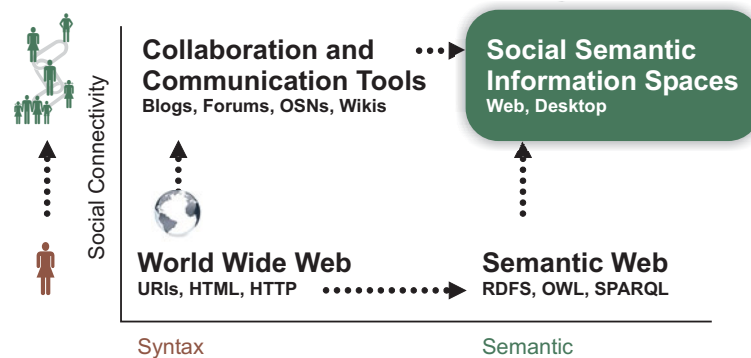 Collaboration and
Communication Tools
Blogs, Forums, OSNs, Wikis
Social Semantic
Information Spaces
Web, Desktop
Social Connectivity
World Wide Web
URIs, HTML, HTTP
Semantic Web
RDFS, OWL, SPARQL
Syntax
Semantic